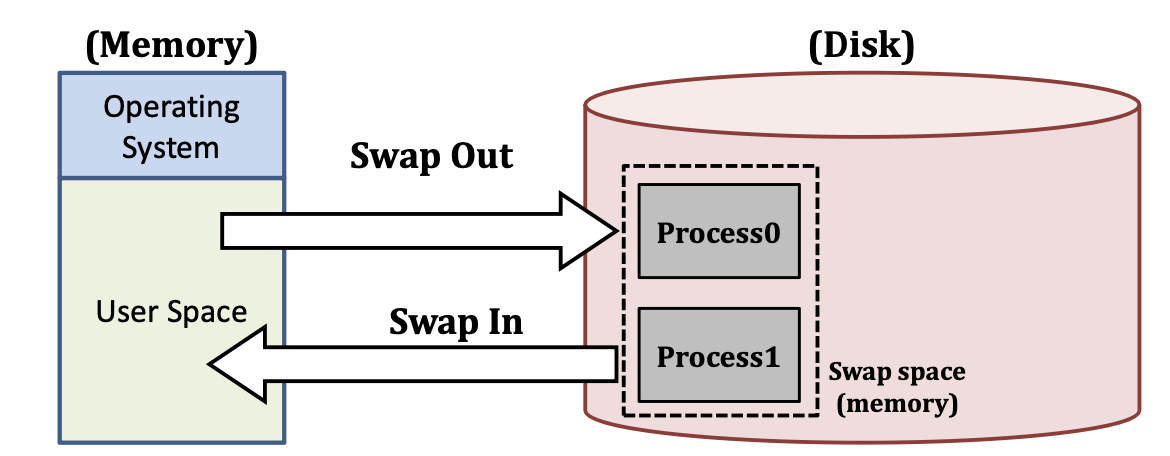 (Memory)
(Disk)
Operating
System
Swap Out
Process0
User Space
Swap In
Process1
Swap space
(memory)